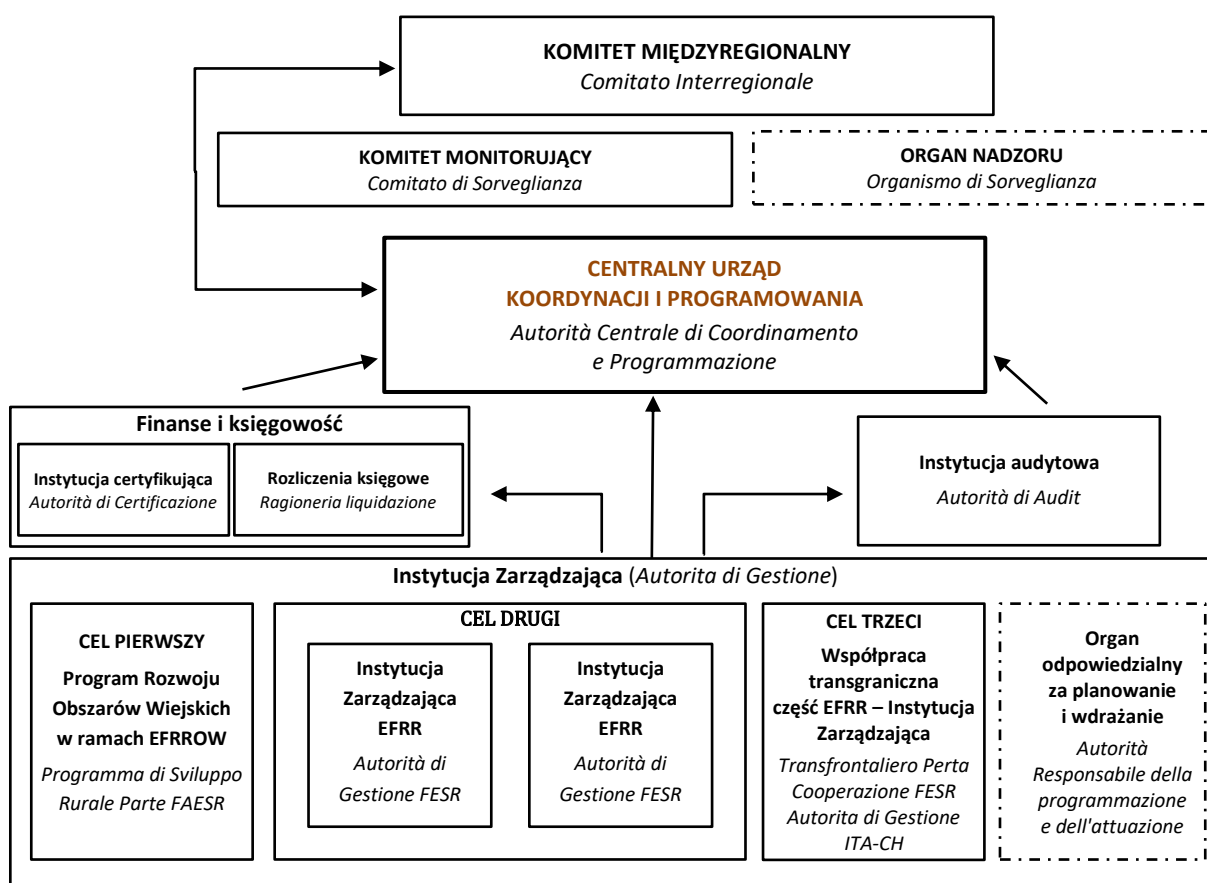 KOMITET MIĘDZYREGIONALNY
Comitato Interregionale
KOMITET MONITORUJĄCY
Comitato di Sorveglianza
ORGAN NADZORU
Organismo di Sorveglianza
CENTRALNY URZĄD
KOORDYNACJI I PROGRAMOWANIA
Autorità Centrale di Coordinamento
e Programmazione
Finanse i księgowość
Instytucja certyfikująca
Autorità di Certificazione
Rozliczenia księgowe
Ragioneria liquidazione
Instytucja audytowa
Autorità di Audit
Instytucja Zarządzająca (Autorita di Gestione)
CEL PIERWSZY
Program Rozwoju
Obszarów Wiejskich
w ramach EFRROW
Programma di Sviluppo
Rurale Parte FAESR
CEL DRUGI
Instytucja
Zarządzająca
EFRR
Autorità di
Gestione FESR
Instytucja
Zarządzająca
EFRR
Autorità di
Gestione FESR
CEL TRZECI
Współpraca
transgraniczna
część EFRR – Instytucja
Zarządzająca
Transfrontaliero Perta
Cooperazione FESR
Autorita di Gestione
ITA-CH
Organ
odpowiedzialny
za planowanie
i wdrażanie
Autorità
Responsabile della
programmazione
e dell'attuazione